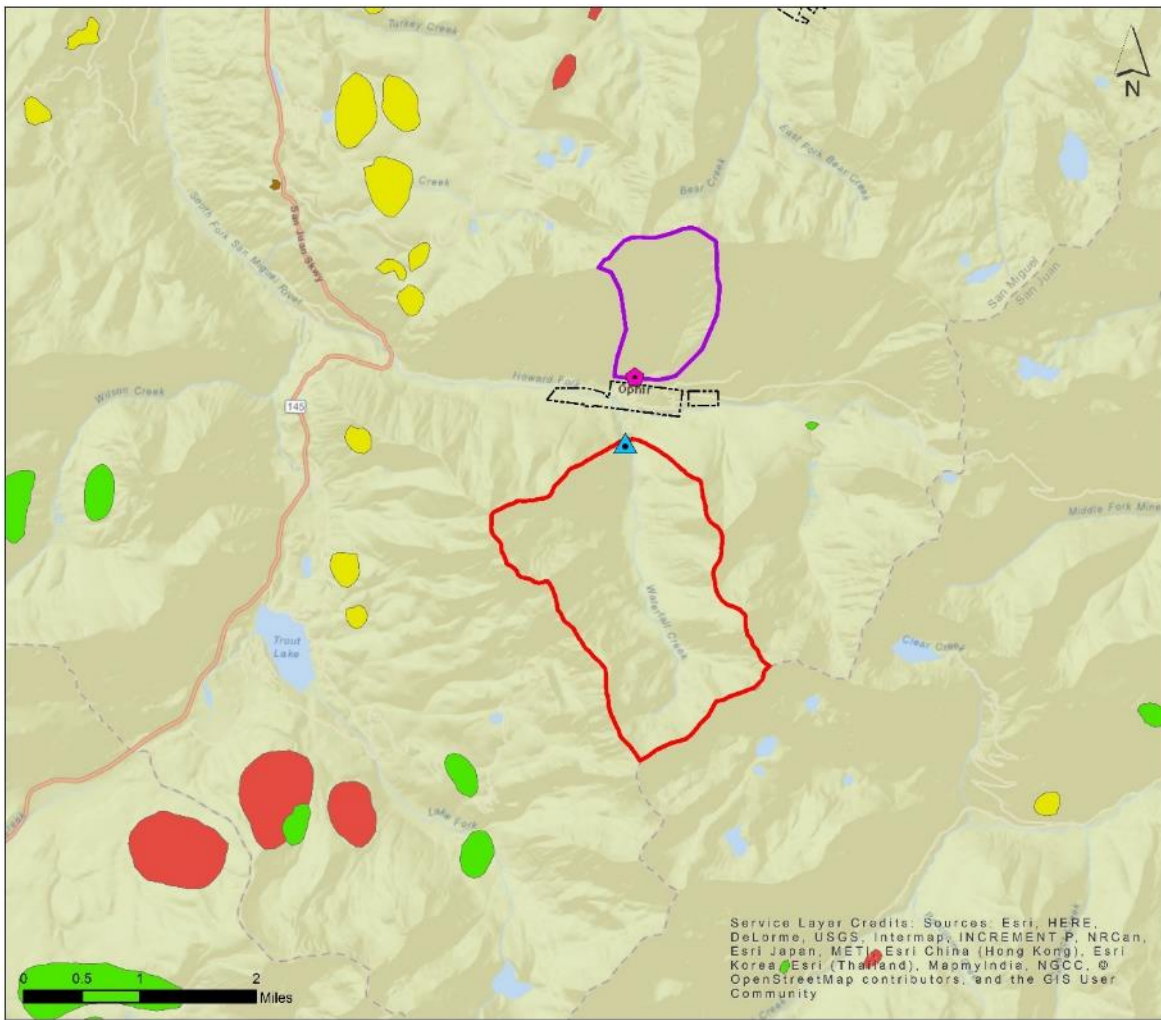 Turkey Creek
N
East Fork Bear Creek
Creek
Bear Creek
South Fork San Miguel River
San Juan Skwy
San Miguel
San Juan
Wilson Creek
Howard Fork
Ophir
145
Middle Fork Mine
Waterfall Creek
Clear Creek
Trout
Lake
Lake Fork
Creek
Service Layer Credits: Sources: Esri, HERE,
DeLorme, USGS, Intermap, INCREMENT P, NRCan,
Esri Japan, METI, Esri China (Hong Kong), Esri
Korea, Esri (Thailand), MapmyIndia, NGCC, ©
OpenStreetMap contributors, and the GIS User
Community
Creek
0 0.5 1 2
Miles